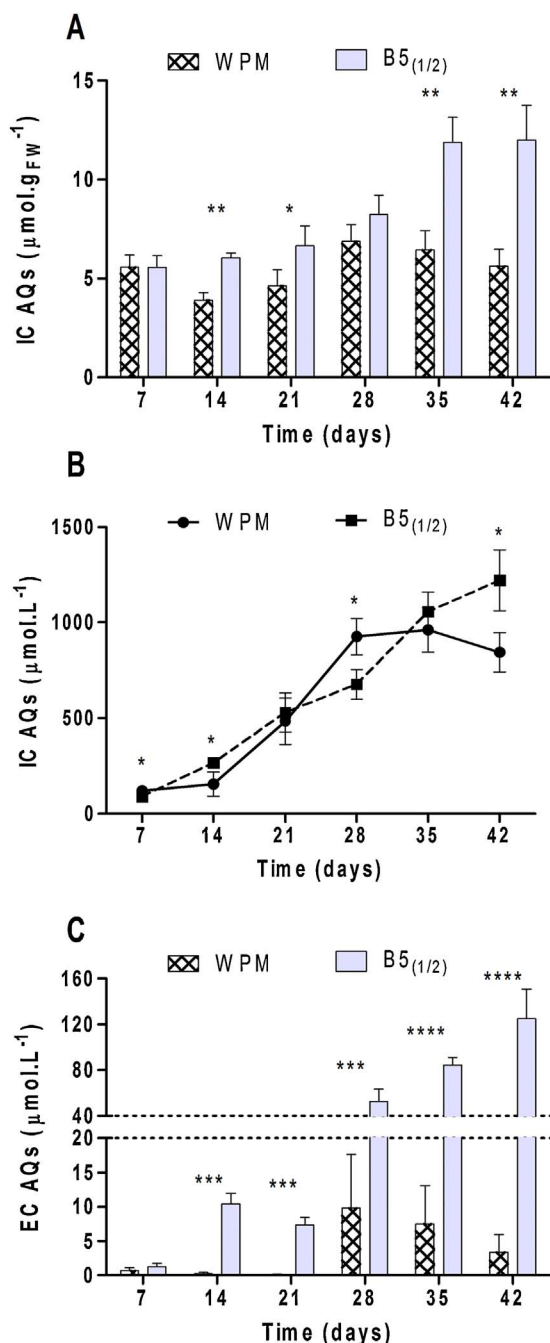 A
WPM B5(1/2)
15
10
5
0
IC AQs (μmol.gFW⁻¹)
** * ** **
7 14 21 28 35 42
Time (days)
B
WPM B5(1/2)
1500
1000
500
0
IC AQs (μmol.L⁻¹)
* * * *
7 14 21 28 35 42
Time (days)
C
WPM B5(1/2)
160
120
80
40
20
15
10
5
0
EC AQs (μmol.L⁻¹)
*** *** *** **** ****
7 14 21 28 35 42
Time (days)